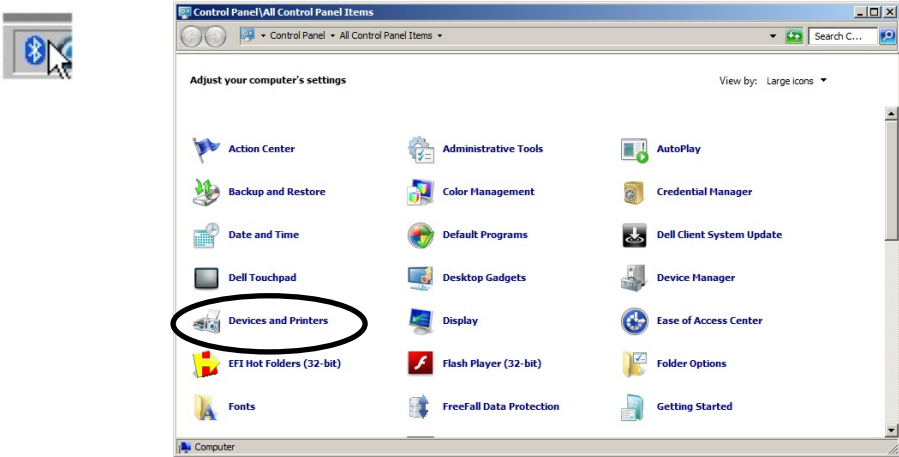 Control Panel\All Control Panel Items
Control Panel All Control Panel Items Search C...
Adjust your computer's settings View by: Large icons
Action Center Administrative Tools AutoPlay
Backup and Restore Color Management Credential Manager
Date and Time Default Programs Dell Client System Update
Dell Touchpad Desktop Gadgets Device Manager
Devices and Printers Display Ease of Access Center
EFI Hot Folders (32-bit) Flash Player (32-bit) Folder Options
Fonts FreeFall Data Protection Getting Started
Computer